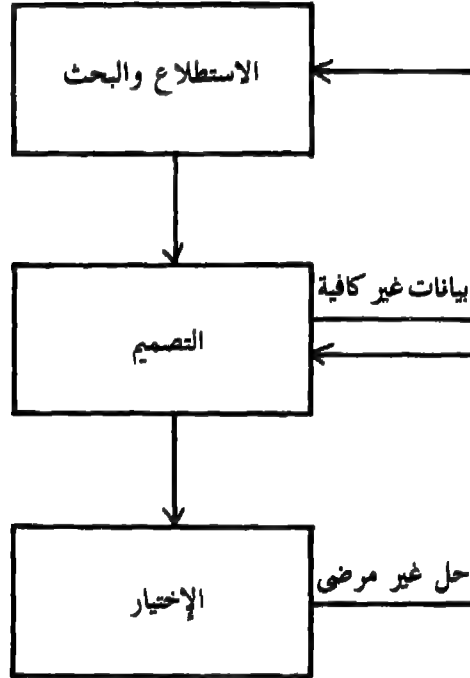 الاستطلاع والبحث
بيانات غير كافية
التصميم
حل غير مرضى
الإختيار